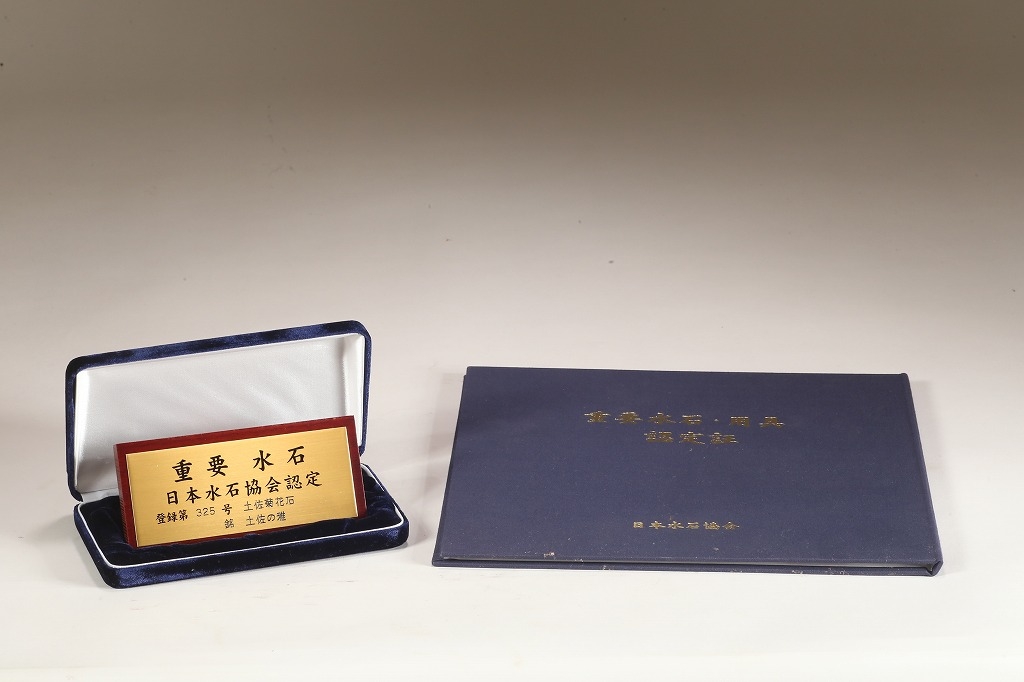 重要 水石
日本水石協会認定
登録第 325 号 土佐菊花石
銘 土佐の雅
重要水石・用具
認定証
日本水石協会